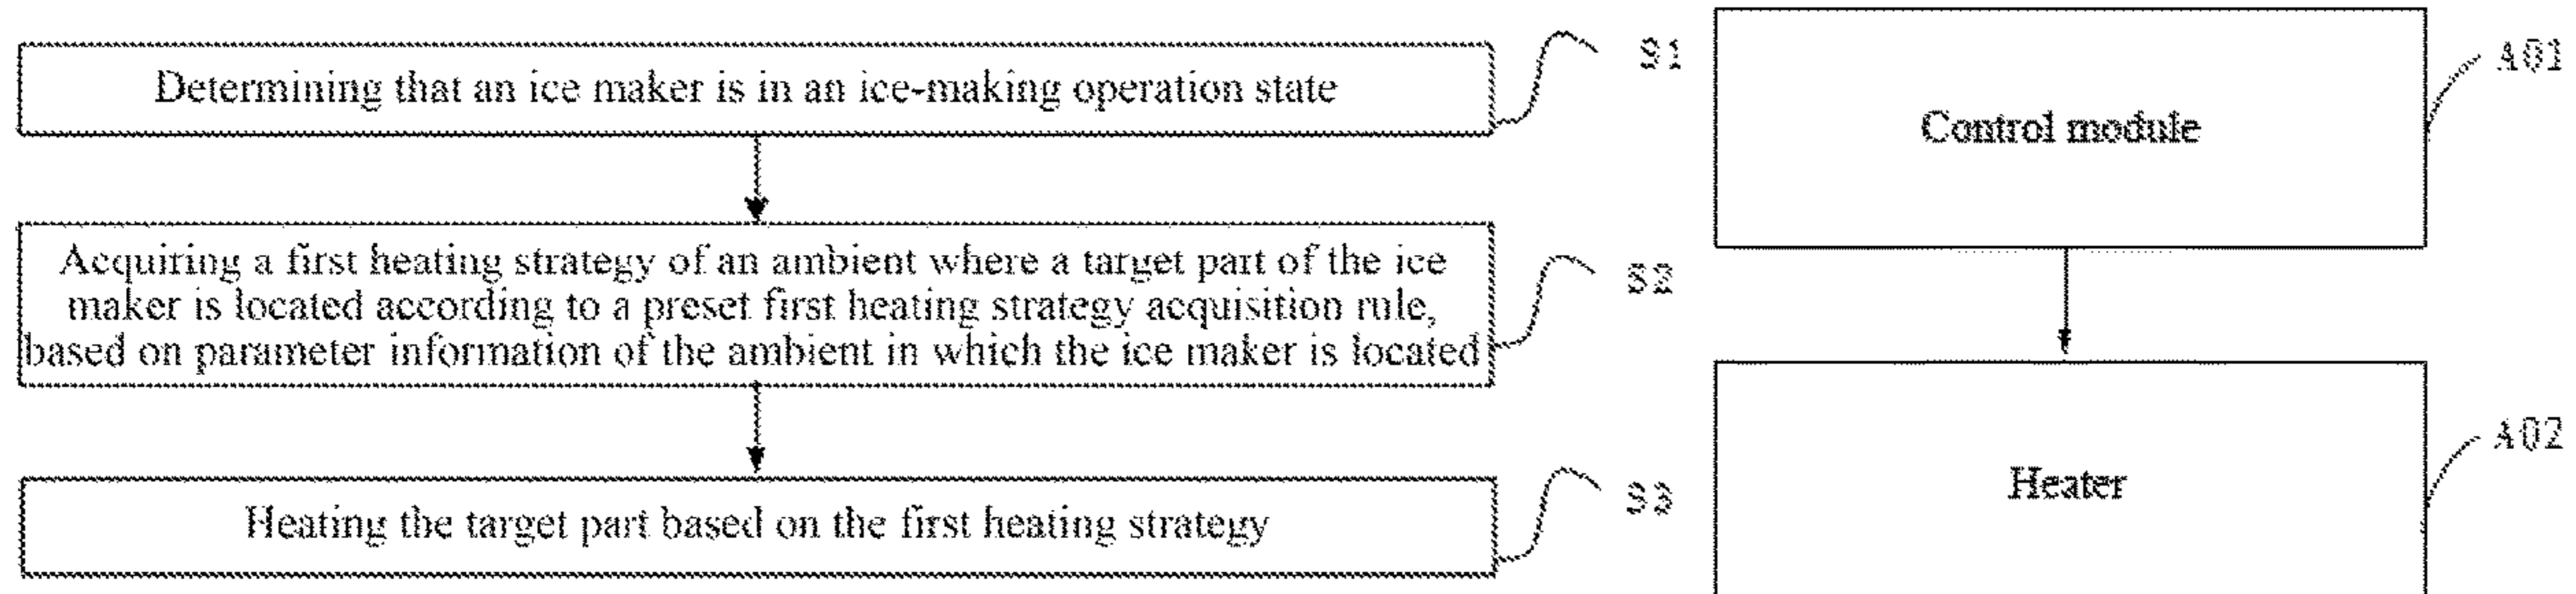 Determining that an ice maker is in an ice-making operation state
S1
Acquiring a first heating strategy of an ambient where a target part of the ice
maker is located according to a preset first heating strategy acquisition rule,
based on parameter information of the ambient in which the ice maker is located
S2
Heating the target part based on the first heating strategy
S3
Control module
A01
Heater
A02